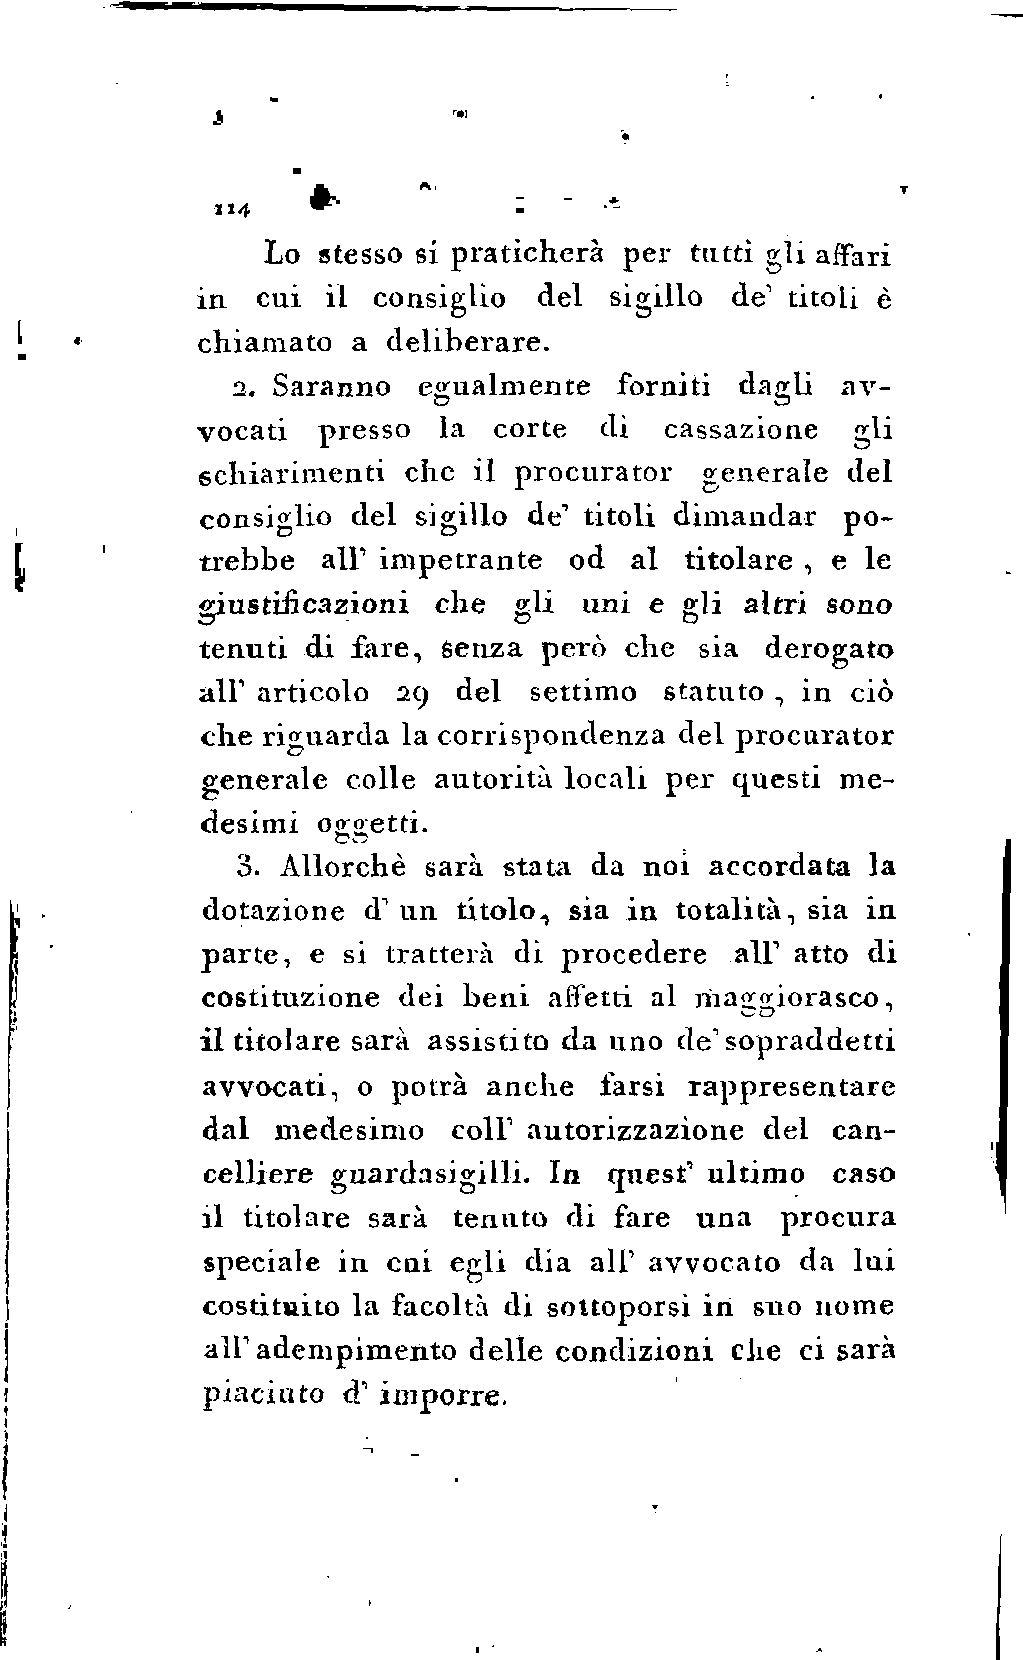 114
Lo stesso si praticherà per tutti gli affari
in cui il consiglio del sigillo de' titoli è
chiamato a deliberare.
2. Saranno egualmente forniti dagli av-
vocati presso la corte di cassazione gli
schiarimenti che il procurator generale del
consiglio del sigillo de' titoli dimandar po-
trebbe all' impetrante od al titolare , e le
giustificazioni che gli uni e gli altri sono
tenuti di fare, senza però che sia derogato
all' articolo 29 del settimo statuto , in ciò
che riguarda la corrispondenza del procurator
generale colle autorità locali per questi me-
desimi oggetti.
3. Allorchè sarà stata da noi accordata la
dotazione d' un titolo, sia in totalità, sia in
parte, e si tratterà di procedere all' atto di
costituzione dei beni affetti al maggiorasco,
il titolare sarà assistito da uno de' sopraddetti
avvocati, o potrà anche farsi rappresentare
dal medesimo coll' autorizzazione del can-
celliere guardasigilli. In quest' ultimo caso
il titolare sarà tenuto di fare una procura
speciale in cui egli dia all' avvocato da lui
costituito la facoltà di sottoporsi in suo nome
all' adempimento delle condizioni che ci sarà
piaciuto d' imporre.